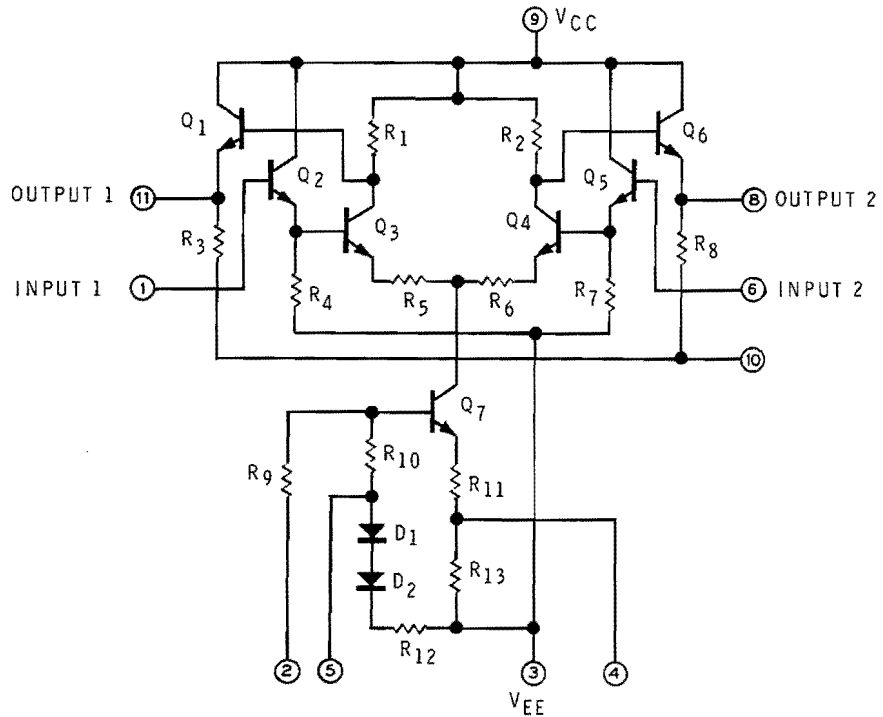 9 VCC
Q1
R1
R2
Q6
Q2
Q5
OUTPUT 1 11
8 OUTPUT 2
R3
Q3
Q4
R8
INPUT 1 1
R4
R5
R6
R7
6 INPUT 2
10
Q7
R9
R10
R11
D1
D2
R13
R12
2
5
3
4
VEE